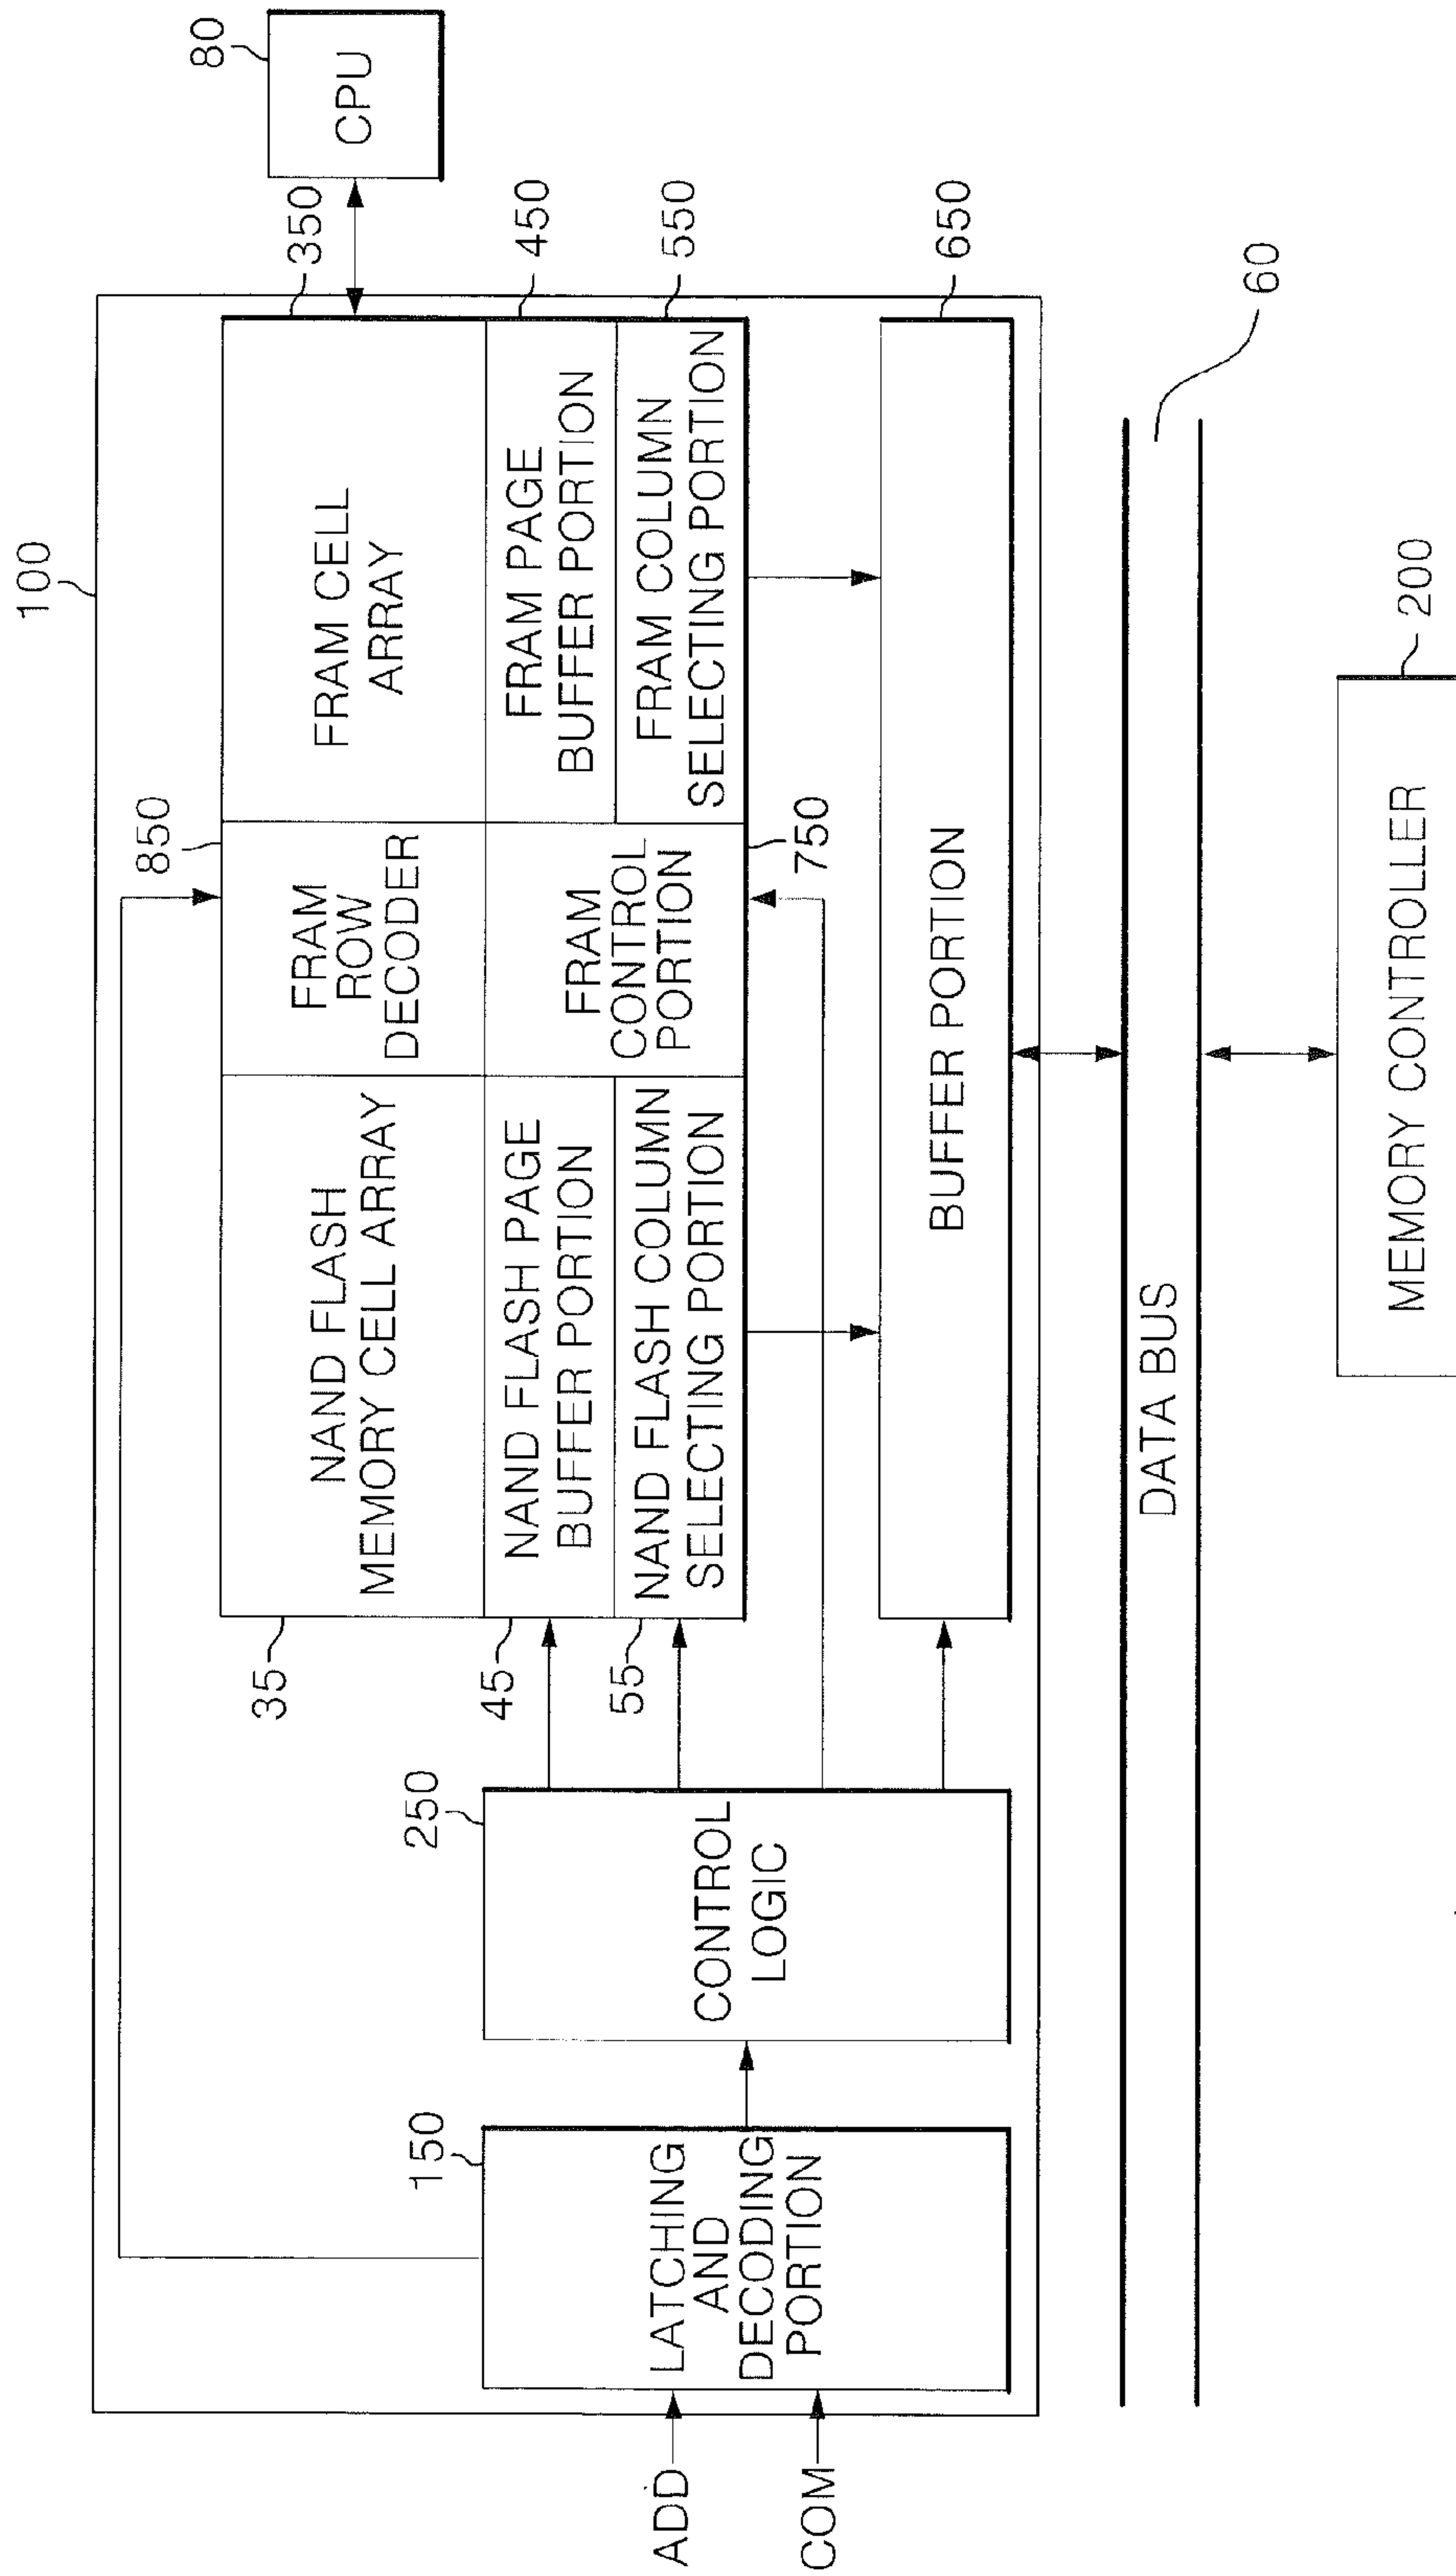 100
80
CPU
850
350
NAND FLASH
MEMORY CELL ARRAY
FRAM
ROW
DECODER
FRAM CELL
ARRAY
35
250
450
NAND FLASH PAGE
BUFFER PORTION
FRAM
CONTROL
PORTION
FRAM PAGE
BUFFER PORTION
45
150
550
NAND FLASH COLUMN
SELECTING PORTION
FRAM COLUMN
SELECTING PORTION
55
ADD
COM
LATCHING
AND
DECODING
PORTION
CONTROL
LOGIC
750
650
BUFFER PORTION
60
DATA BUS
200
MEMORY CONTROLLER